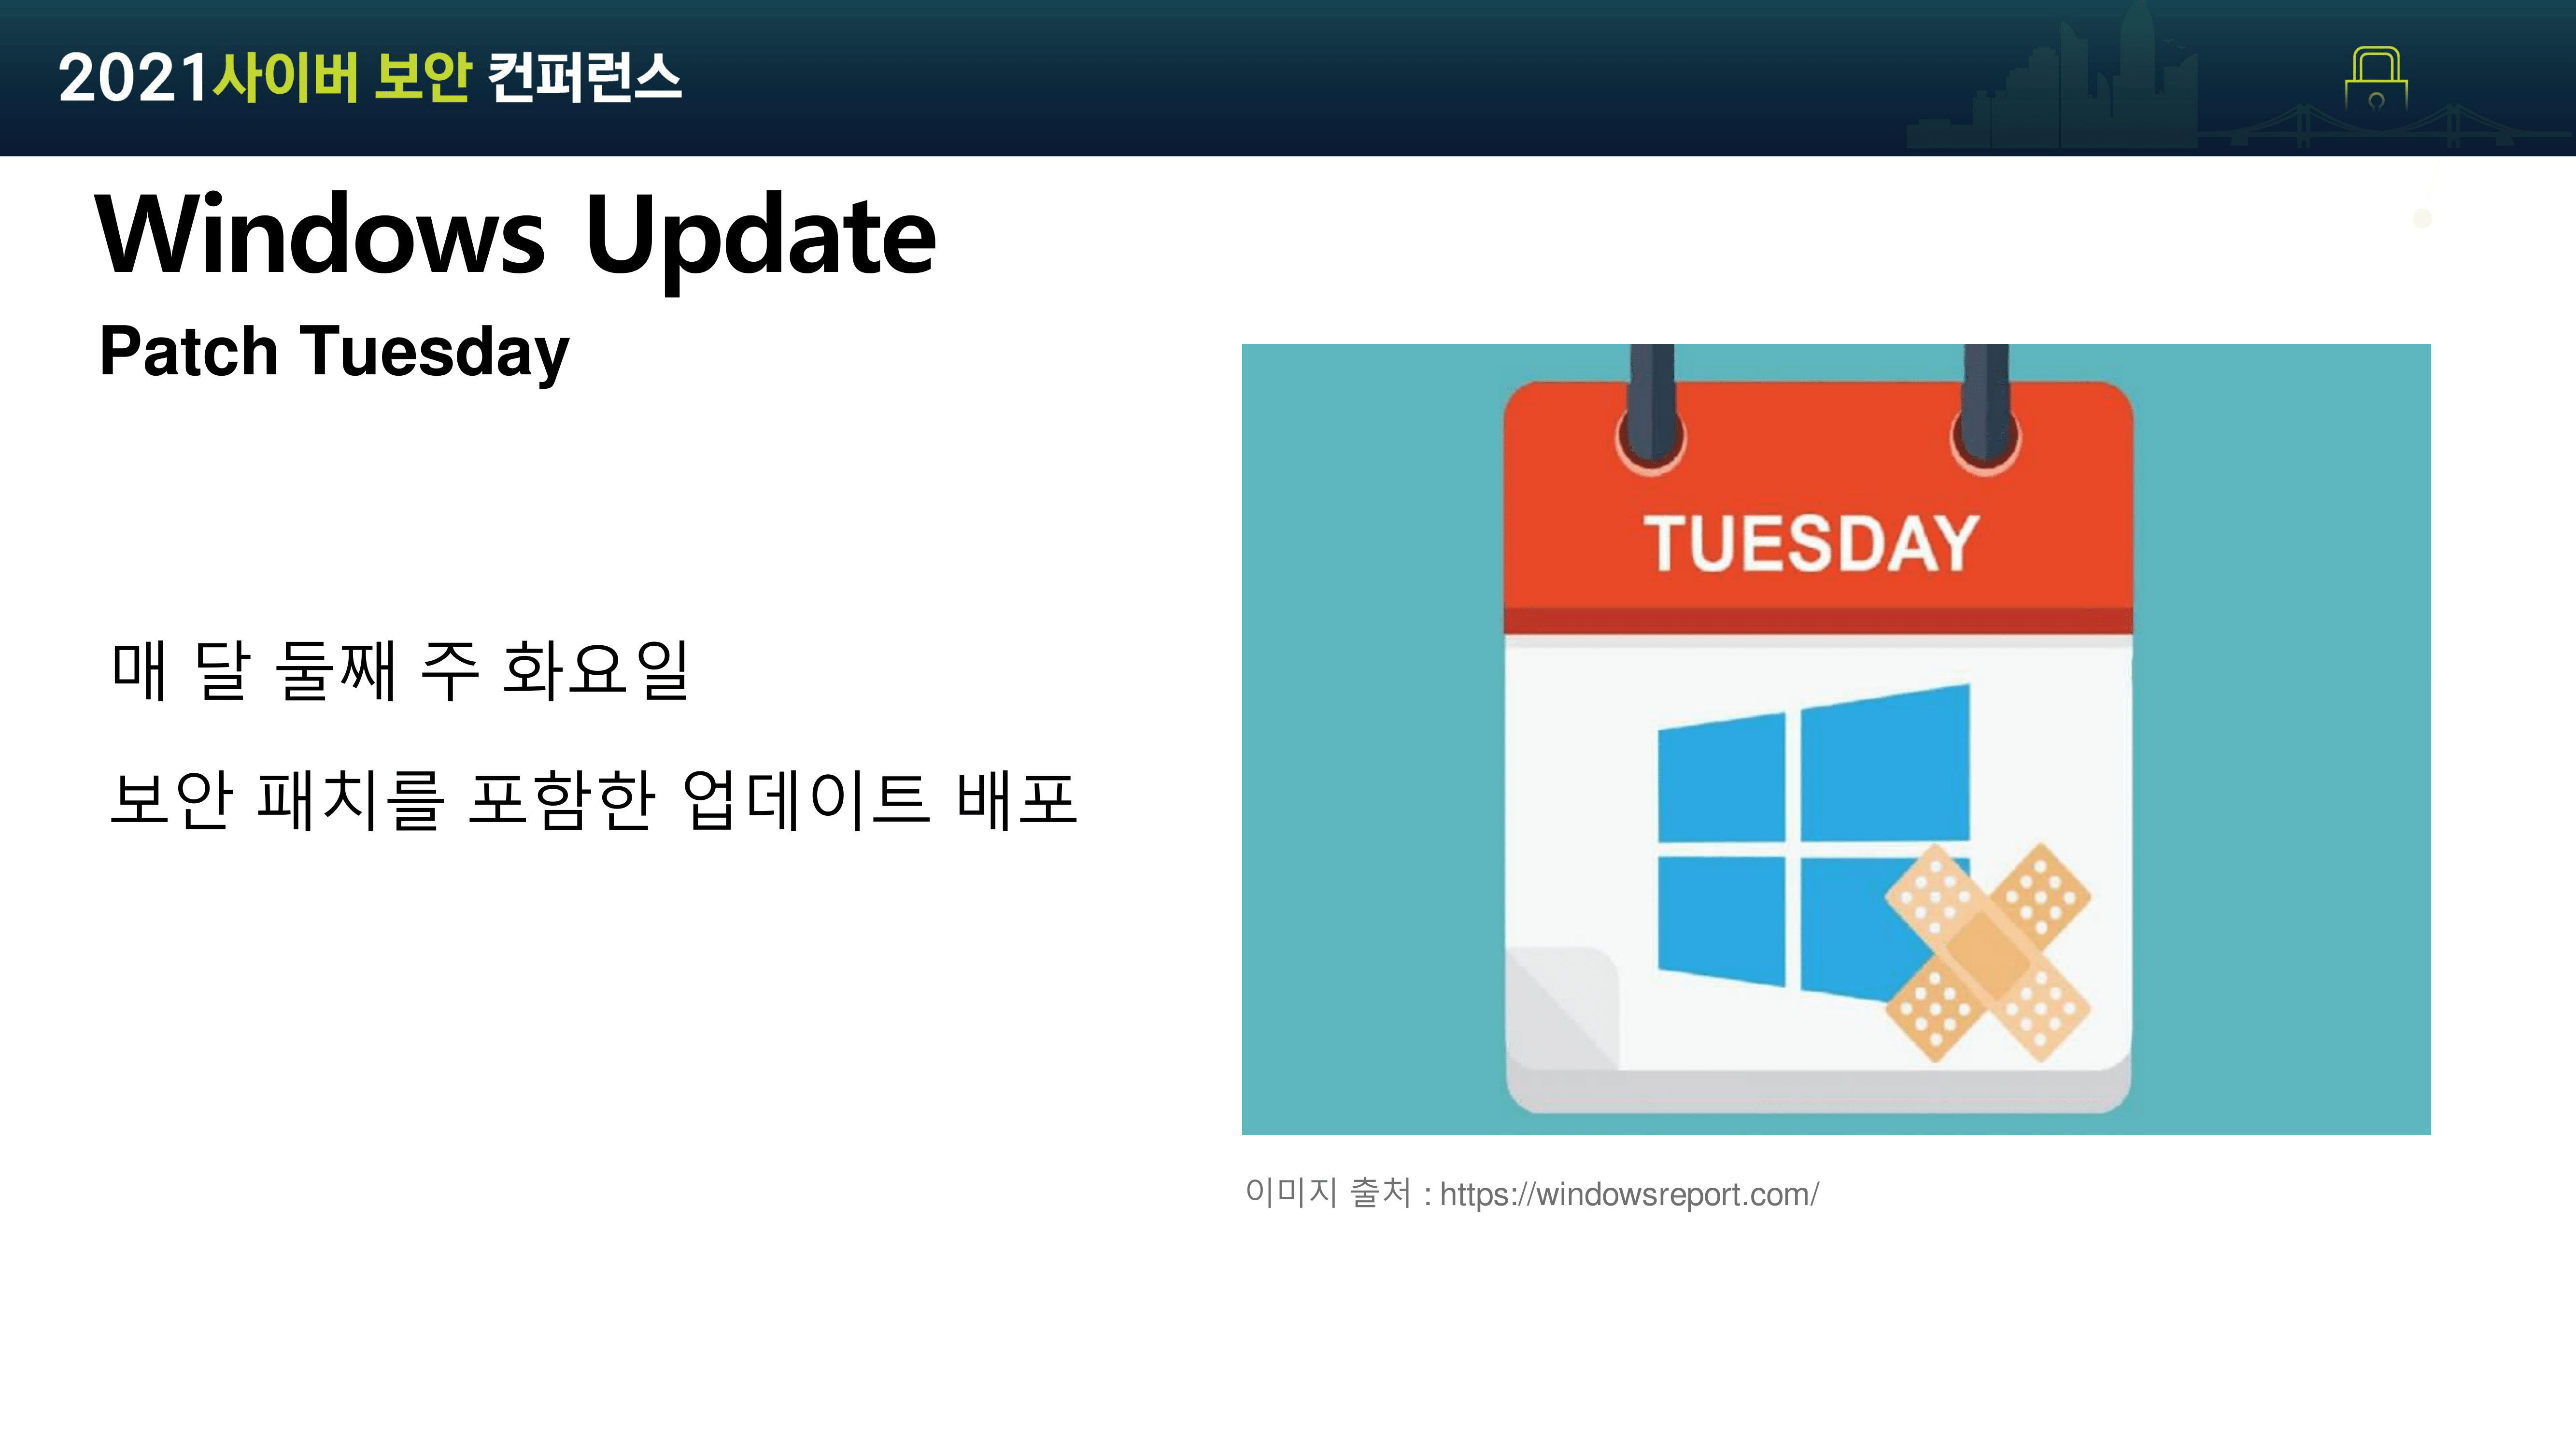 2021사이버 보안 컨퍼런스
Windows Update
Patch Tuesday
매 달 둘째 주 화요일
보안 패치를 포함한 업데이트 배포
TUESDAY
이미지 출처 : https://windowsreport.com/